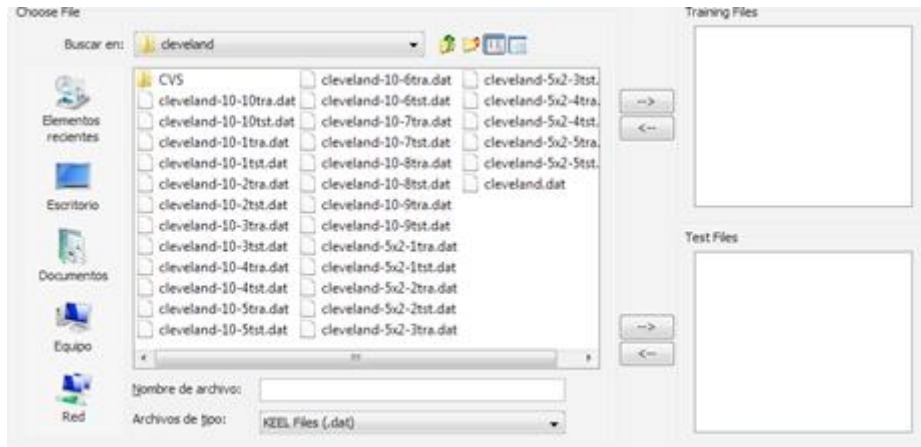 Choose File
Training Files
Buscar en:
cleveland
Elementos recientes
Escritorio
Documentos
Equipo
Red
CVS
cleveland-10-10tra.dat
cleveland-10-10tst.dat
cleveland-10-1tra.dat
cleveland-10-1tst.dat
cleveland-10-2tra.dat
cleveland-10-2tst.dat
cleveland-10-3tra.dat
cleveland-10-3tst.dat
cleveland-10-4tra.dat
cleveland-10-4tst.dat
cleveland-10-5tra.dat
cleveland-10-5tst.dat
cleveland-10-6tra.dat
cleveland-10-6tst.dat
cleveland-10-7tra.dat
cleveland-10-7tst.dat
cleveland-10-8tra.dat
cleveland-10-8tst.dat
cleveland-10-9tra.dat
cleveland-10-9tst.dat
cleveland-5x2-1tra.dat
cleveland-5x2-1tst.dat
cleveland-5x2-2tra.dat
cleveland-5x2-2tst.dat
cleveland-5x2-3tra.dat
cleveland-5x2-3tst.
cleveland-5x2-4tra.
cleveland-5x2-4tst.
cleveland-5x2-5tra.
cleveland-5x2-5tst.
cleveland.dat
-->
<--
Test Files
-->
<--
Nombre de archivo:
Archivos de tipo:
KEEL Files (.dat)